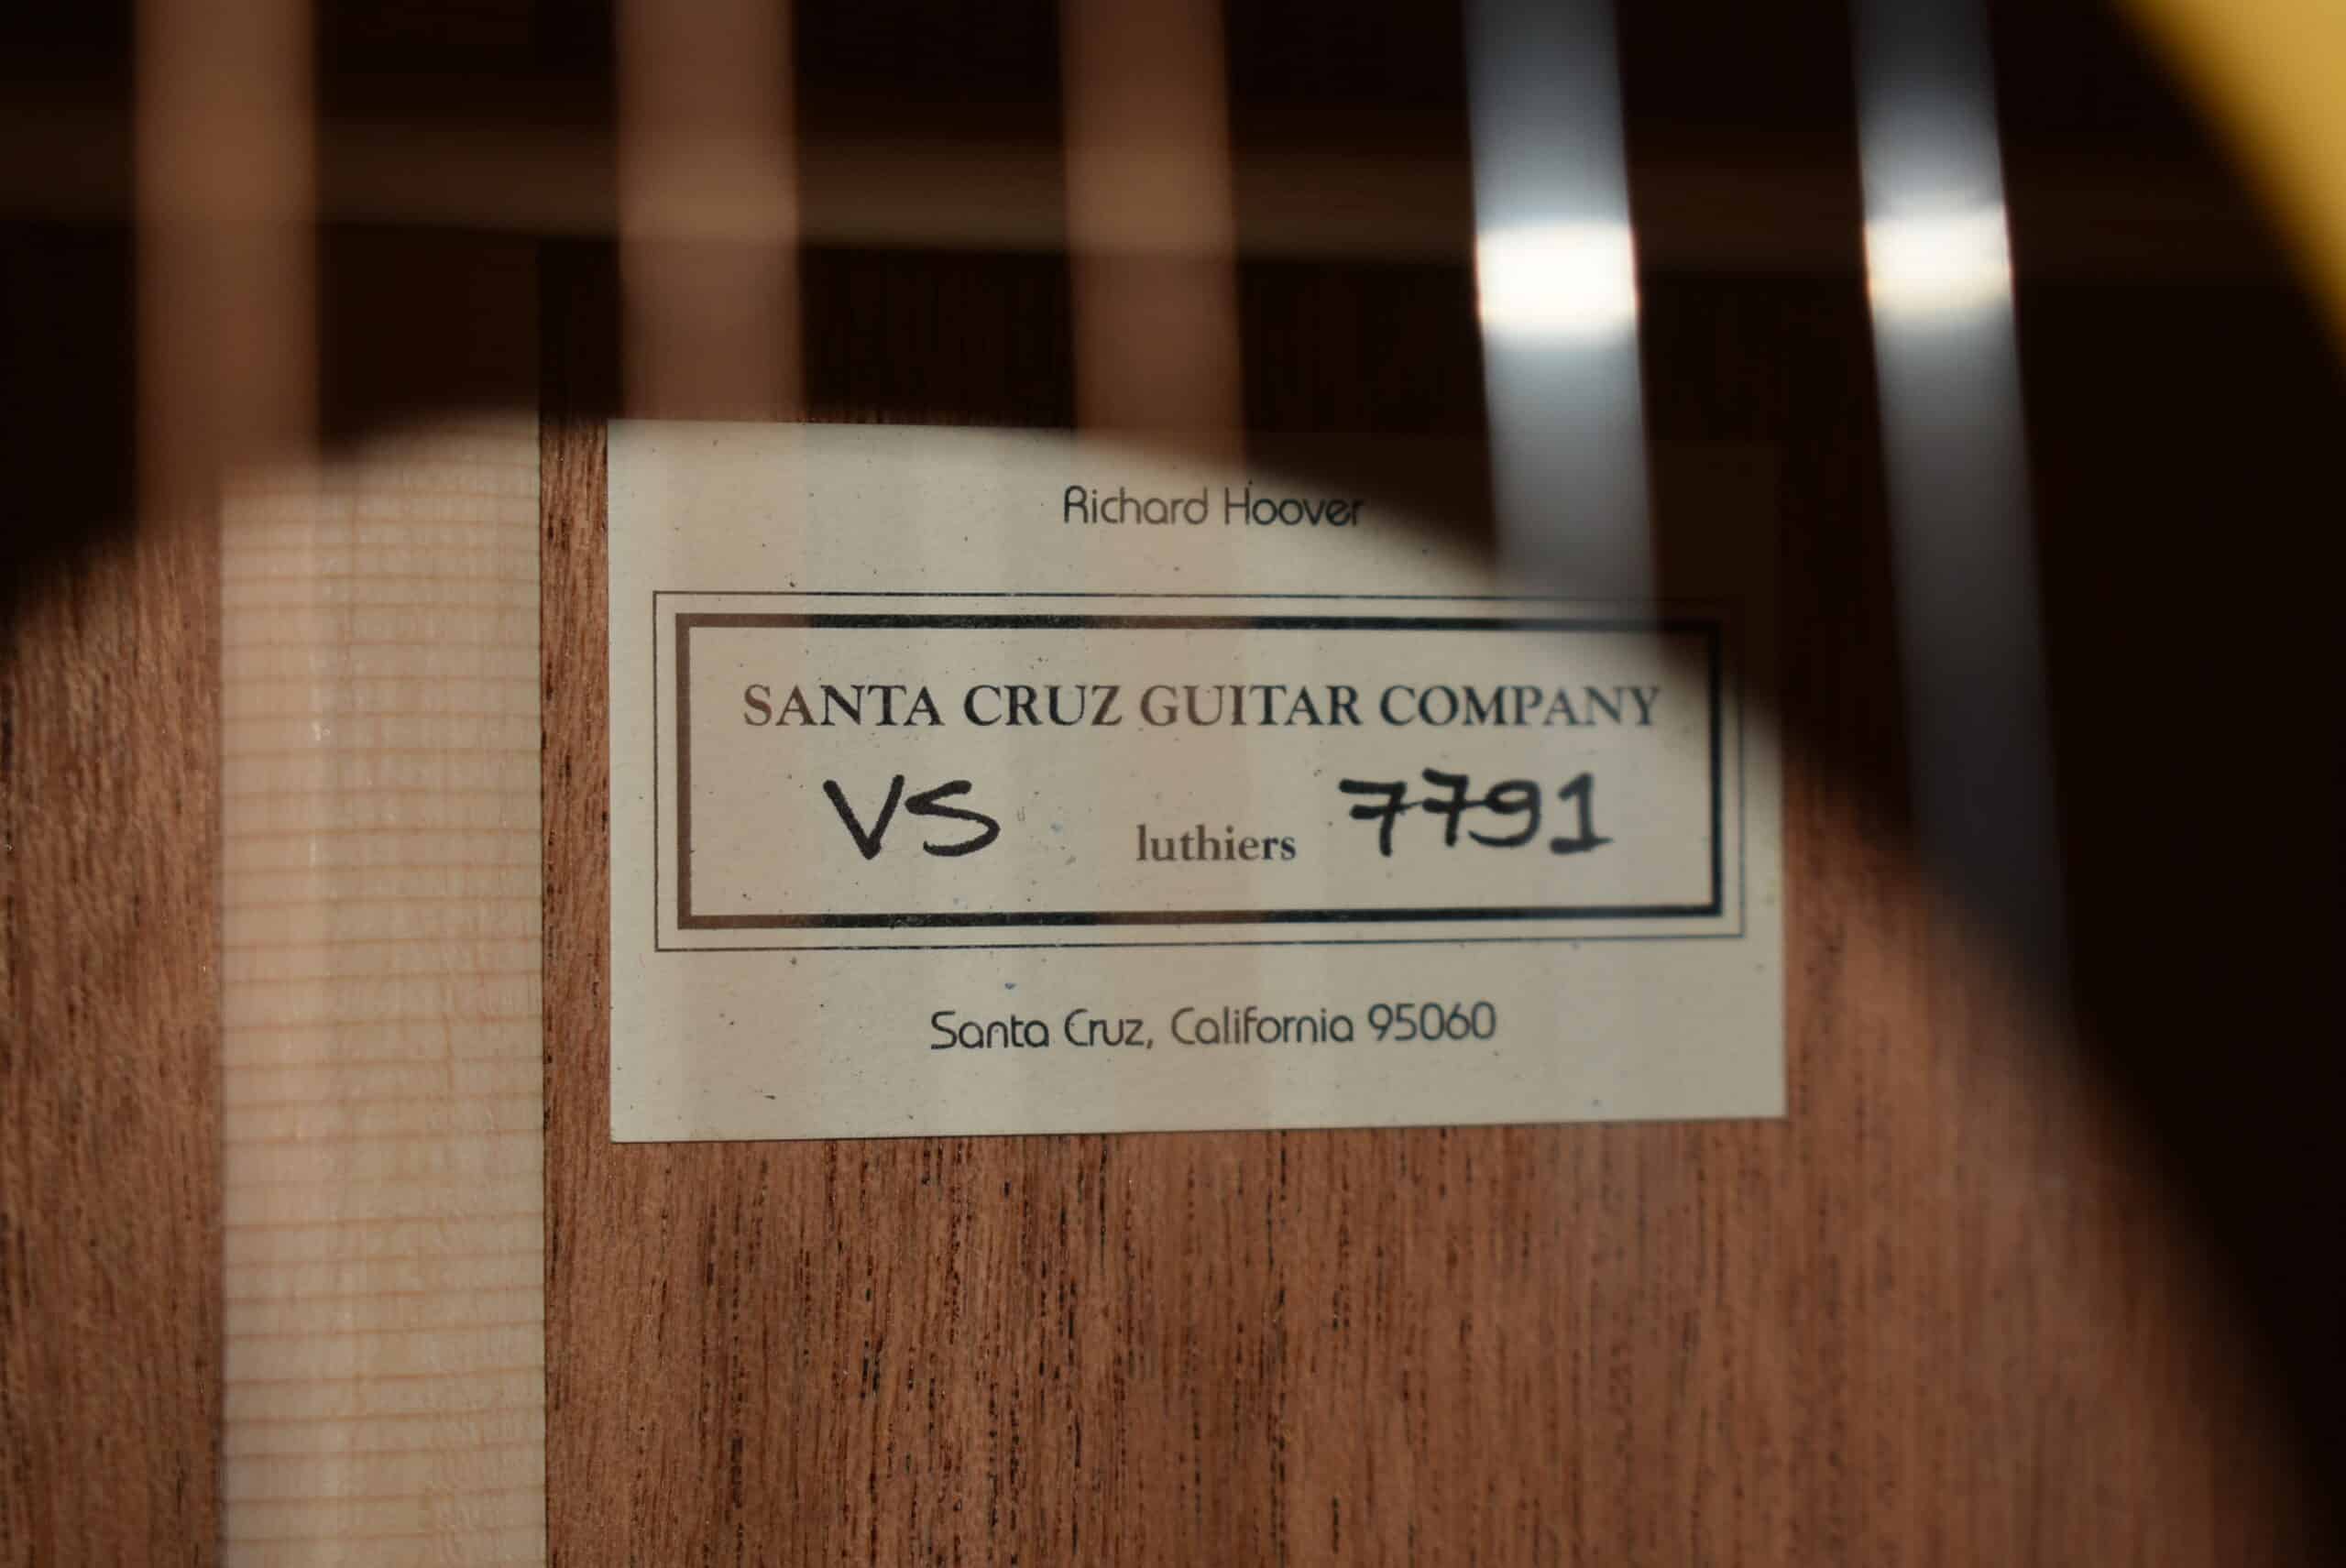 Richard Hoover
SANTA CRUZ GUITAR COMPANY
VS luthiers 7791
Santa Cruz, California 95060